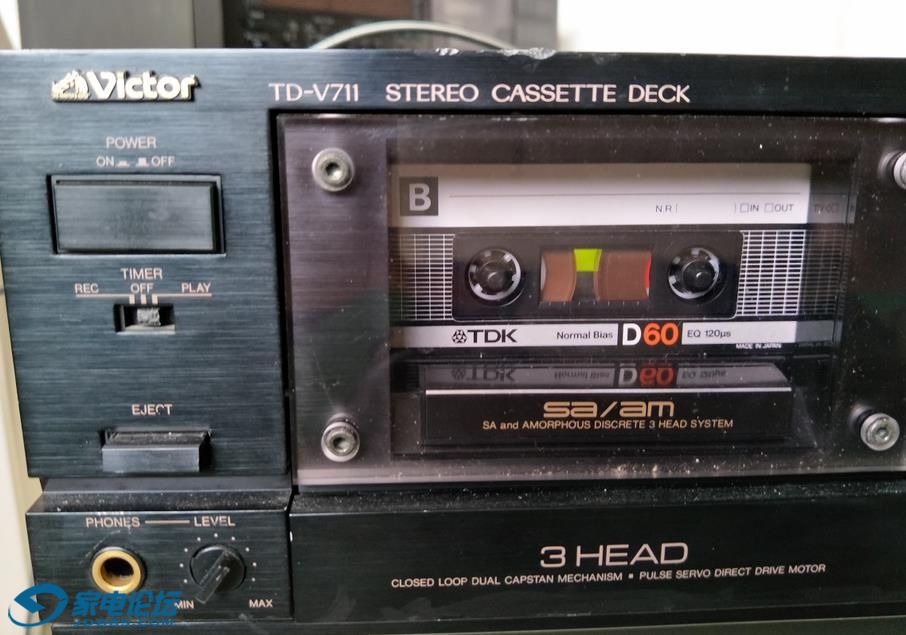 Victor
TD-V711 STEREO CASSETTE DECK
POWER
ON OFF
TIMER
REC OFF PLAY
EJECT
PHONES LEVEL
MIN MAX
B
N.R IN OUT
TDK Normal Bias D60 EQ 120µs
MADE IN JAPAN
TDK D60
sa/am
SA and AMORPHOUS DISCRETE 3 HEAD SYSTEM
3 HEAD
CLOSED LOOP DUAL CAPSTAN MECHANISM ▪ PULSE SERVO DIRECT DRIVE MOTOR
家电论坛